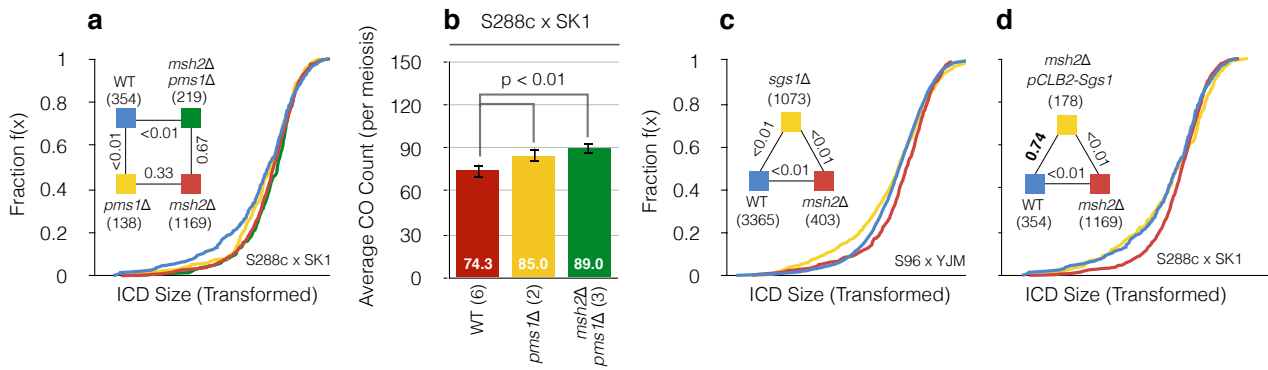 a
Fraction f(x)
1
0.8
0.6
0.4
0.2
0
WT
(354)
msh2Δ
pms1Δ
(219)
<0.01
<0.01
0.67
0.33
pms1Δ
(138)
msh2Δ
(1169)
S288c x SK1
ICD Size (Transformed)
b
S288c x SK1
Average CO Count (per meiosis)
150
120
90
60
30
0
p < 0.01
74.3
85.0
89.0
WT (6)
pms1Δ (2)
msh2Δ
pms1Δ (3)
c
Fraction f(x)
1
0.8
0.6
0.4
0.2
0
sgs1Δ
(1073)
<0.01
<0.01
<0.01
WT
(3365)
msh2Δ
(403)
S96 x YJM
ICD Size (Transformed)
d
1
0.8
0.6
0.4
0.2
0
msh2Δ
pCLB2-Sgs1
(178)
0.74
<0.01
<0.01
WT
(354)
msh2Δ
(1169)
S288c x SK1
ICD Size (Transformed)